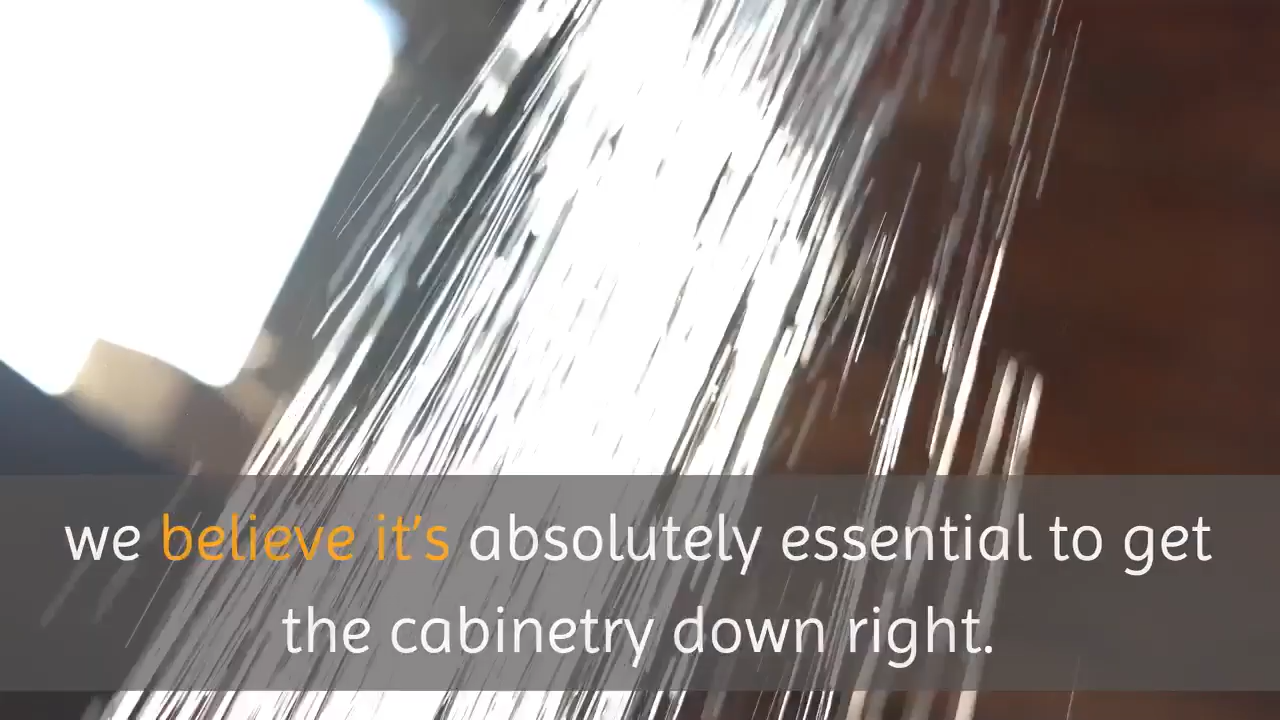 we believe it's absolutely essential to get
the cabinetry down right.